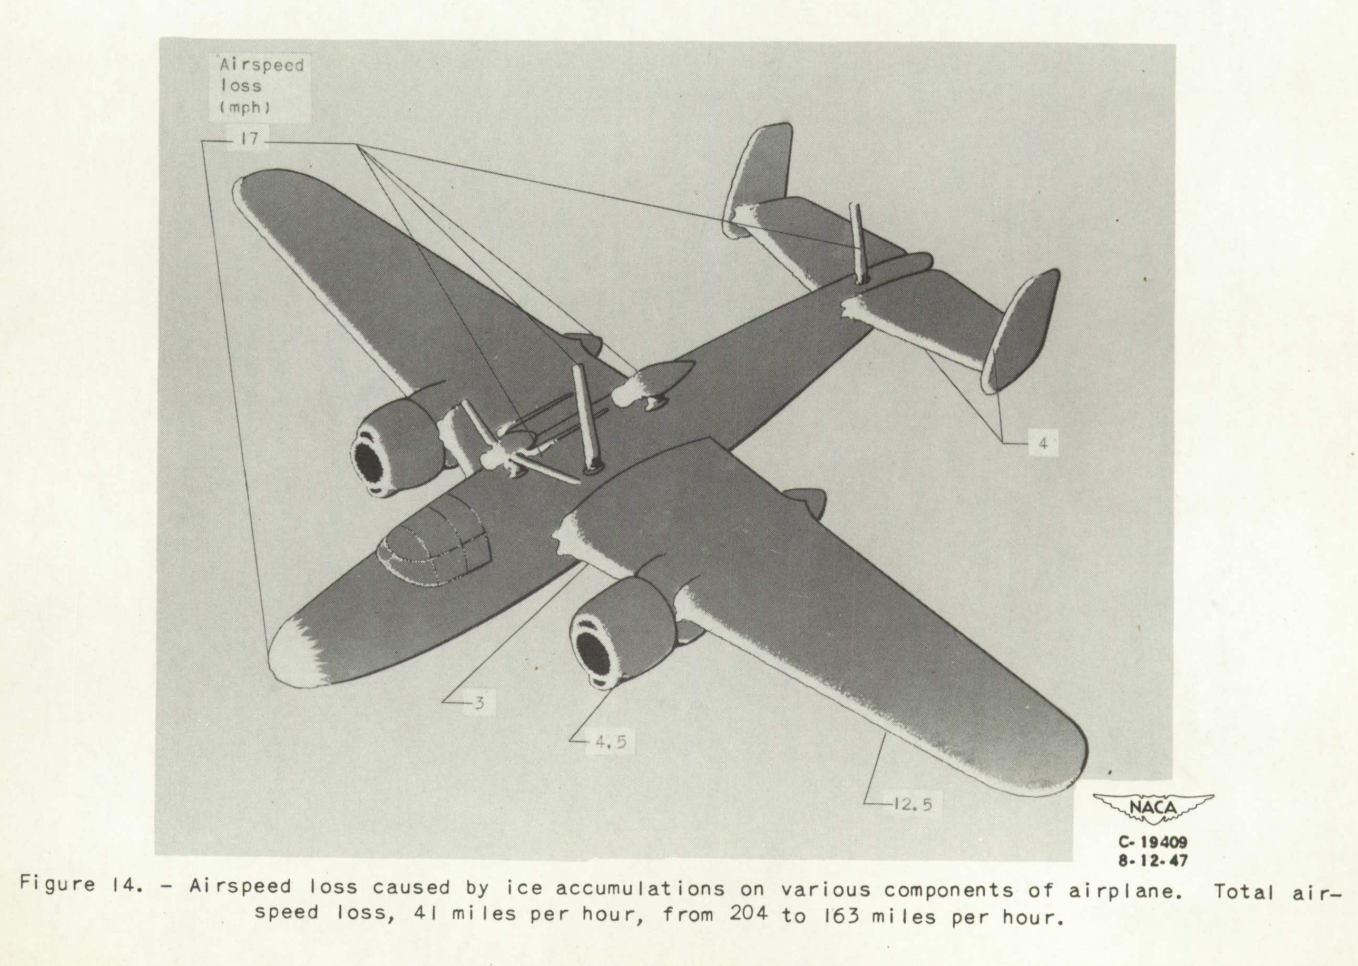 Airspeed
loss
(mph)
17
4
3
4.5
12.5
NACA
C-19409
8-12-47
Figure 14. - Airspeed loss caused by ice accumulations on various components of airplane. Total air-
speed loss, 41 miles per hour, from 204 to 163 miles per hour.